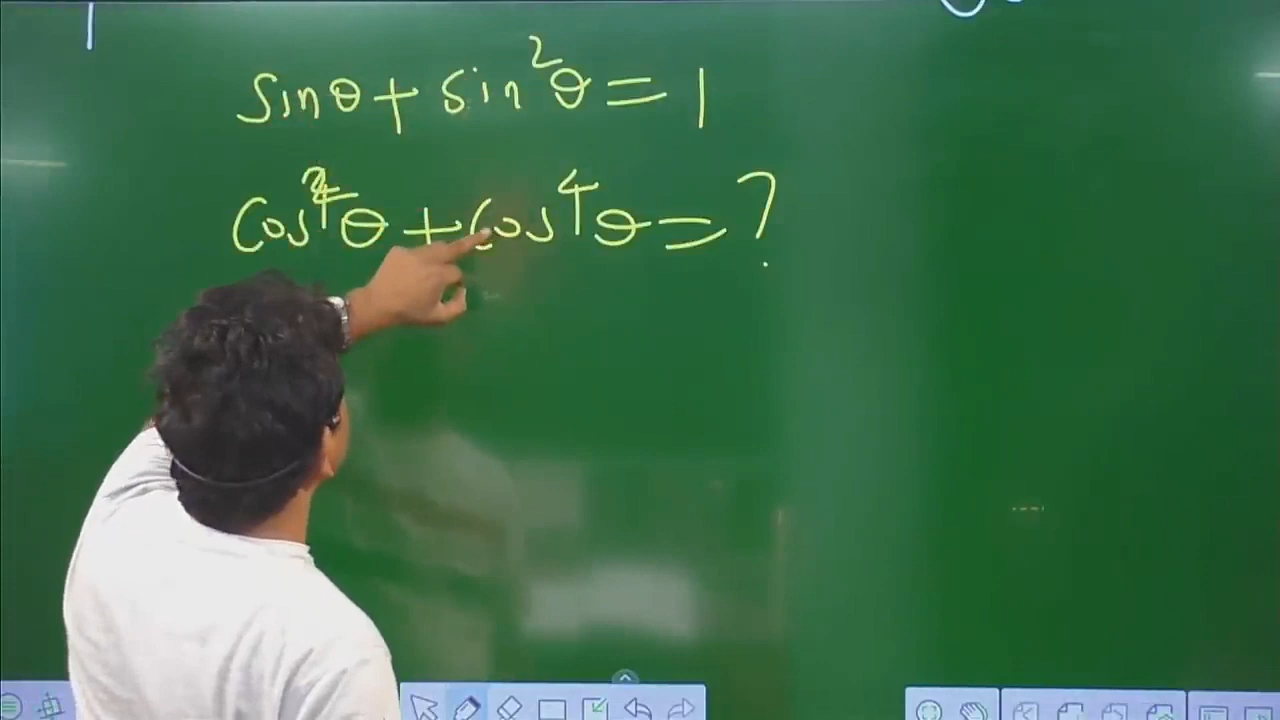 sinθ + sin²θ = 1
cos²θ + cos⁴θ = ?